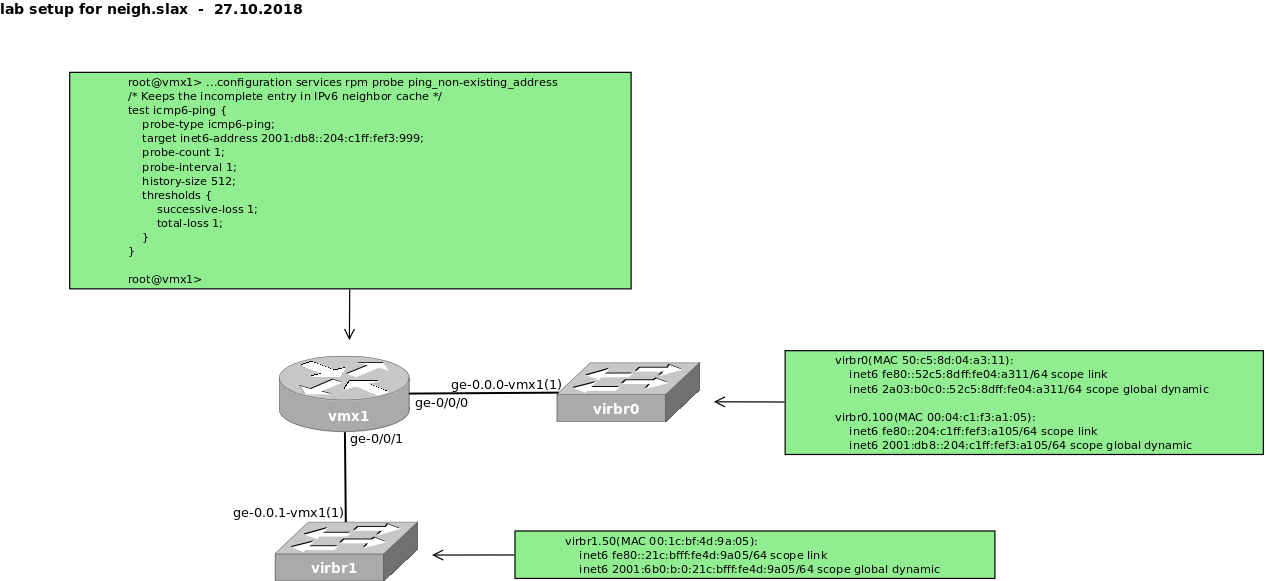 lab setup for neigh.slax - 27.10.2018
root@vmx1> ...configuration services rpm probe ping_non-existing_address
/* Keeps the incomplete entry in IPv6 neighbor cache */
test icmp6-ping {
probe-type icmp6-ping;
target inet6-address 2001:db8::204:c1ff:fef3:999;
probe-count 1;
probe-interval 1;
history-size 512;
thresholds {
successive-loss 1;
total-loss 1;
}
}
root@vmx1>
vmx1
ge-0.0.0-vmx1(1)
ge-0/0/0
virbr0
virbr0(MAC 50:c5:8d:04:a3:11):
inet6 fe80::52c5:8dff:fe04:a311/64 scope link
inet6 2a03:b0c0::52c5:8dff:fe04:a311/64 scope global dynamic
virbr0.100(MAC 00:04:c1:f3:a1:05):
inet6 fe80::204:c1ff:fef3:a105/64 scope link
inet6 2001:db8::204:c1ff:fef3:a105/64 scope global dynamic
ge-0/0/1
ge-0.0.1-vmx1(1)
virbr1
virbr1.50(MAC 00:1c:bf:4d:9a:05):
inet6 fe80::21c:bfff:fe4d:9a05/64 scope link
inet6 2001:6b0:b:0:21c:bfff:fe4d:9a05/64 scope global dynamic